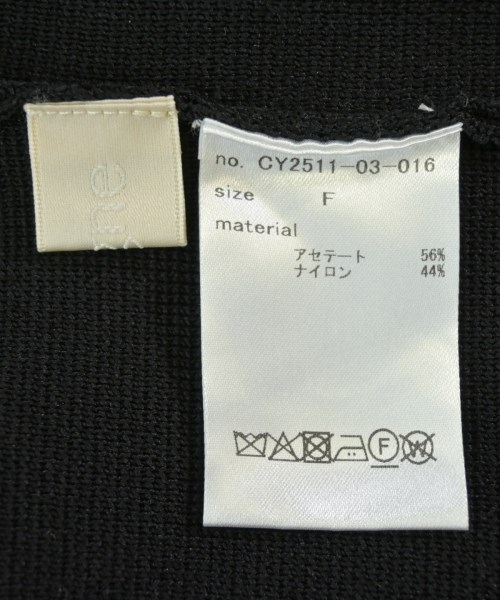 no. CY2511-03-016
size F
material
アセテート 56%
ナイロン 44%
F W